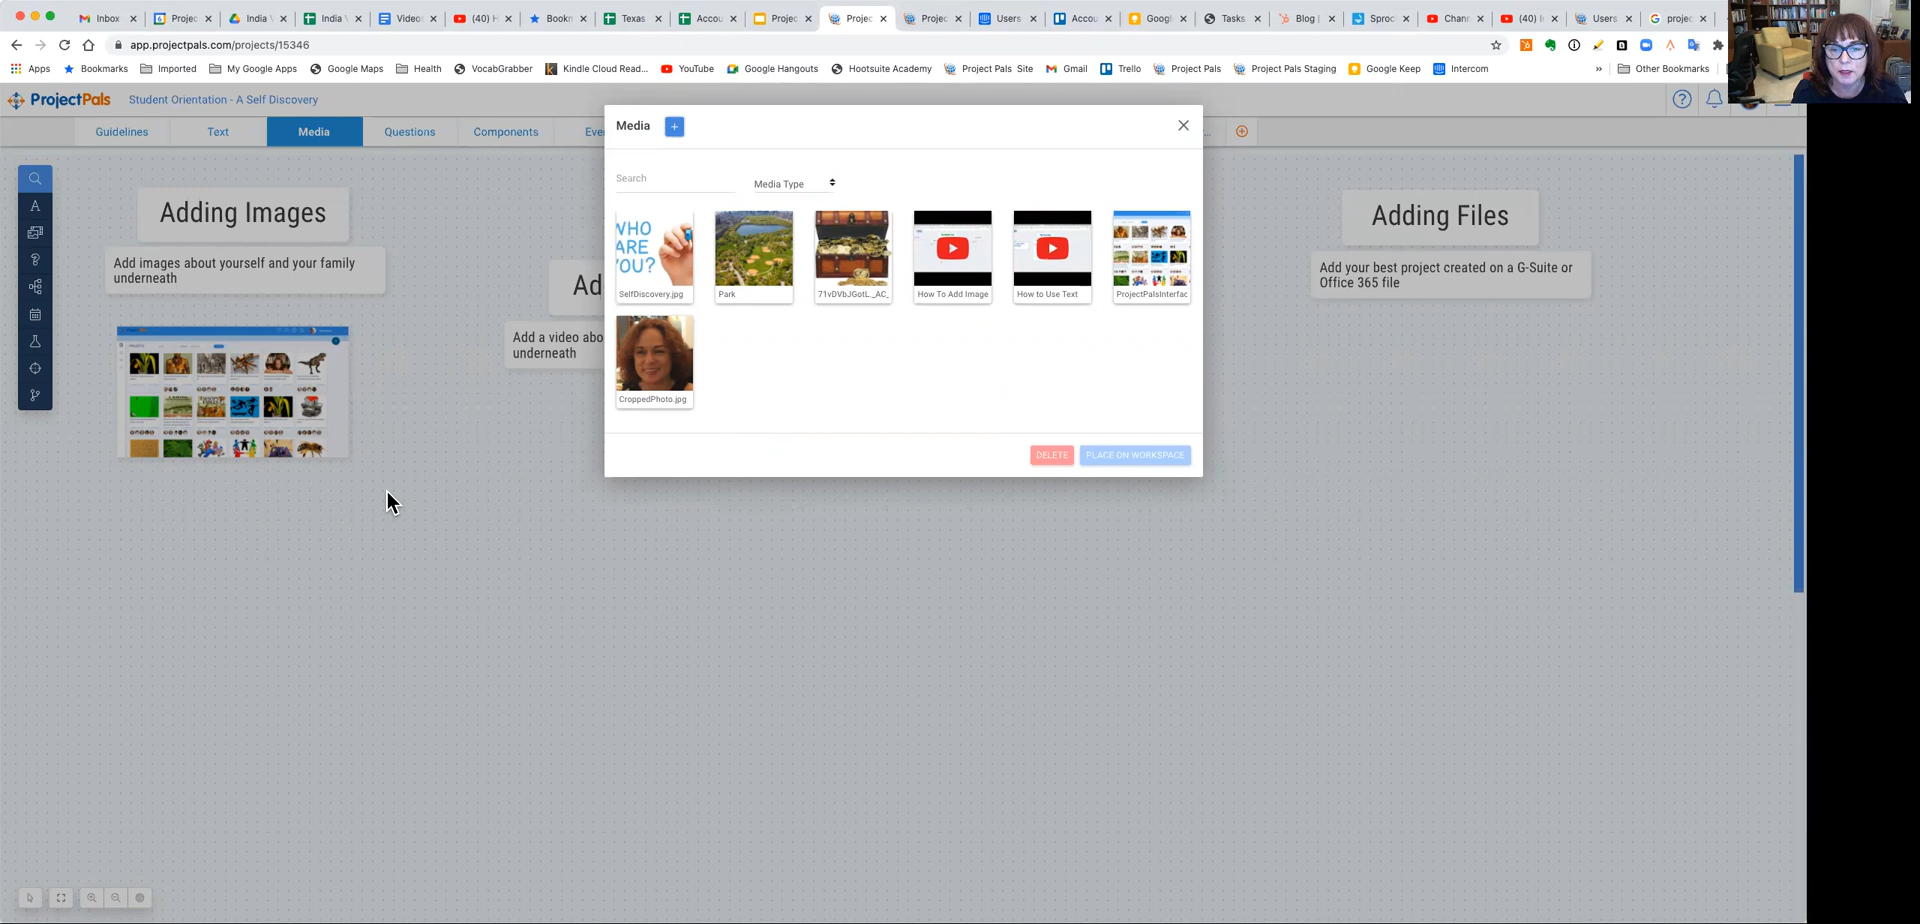 Inbox
Projec
India \
India \
Video:
(40) H
Bookn
Texas
Accou
Projec
Projec
Projec
Users
Accou
Googl
Tasks
Blog |
Sproc
Chann
(40) I
Users
projec
app.projectpals.com/projects/15346
Apps
Bookmarks
Imported
My Google Apps
Google Maps
Health
VocabGrabber
Kindle Cloud Read...
YouTube
Google Hangouts
Hootsuite Academy
Project Pals Site
Gmail
Trello
Project Pals
Project Pals Staging
Google Keep
Intercom
»
Other Bookmarks
ProjectPals
Student Orientation - A Self Discovery
Guidelines
Text
Media
Questions
Components
Eve
Adding Images
Add images about yourself and your family
underneath
Ad
Add a video abo
underneath
Media
+
Search
Media Type
WHO
ARE
YOU?
SelfDiscovery.jpg
Park
71vDVbJGotL._AC_
How To Add Image
How to Use Text
ProjectPalsInterfac
CroppedPhoto.jpg
DELETE
PLACE ON WORKSPACE
Adding Files
Add your best project created on a G-Suite or
Office 365 file